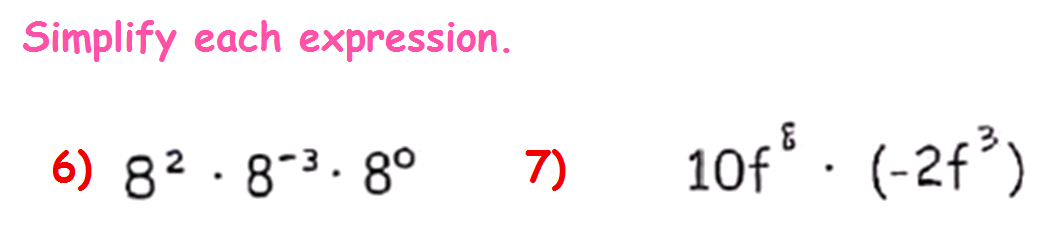 Simplify each expression.
6) 8² · 8⁻³ · 8⁰ 7) 10f⁸ · (-2f³)